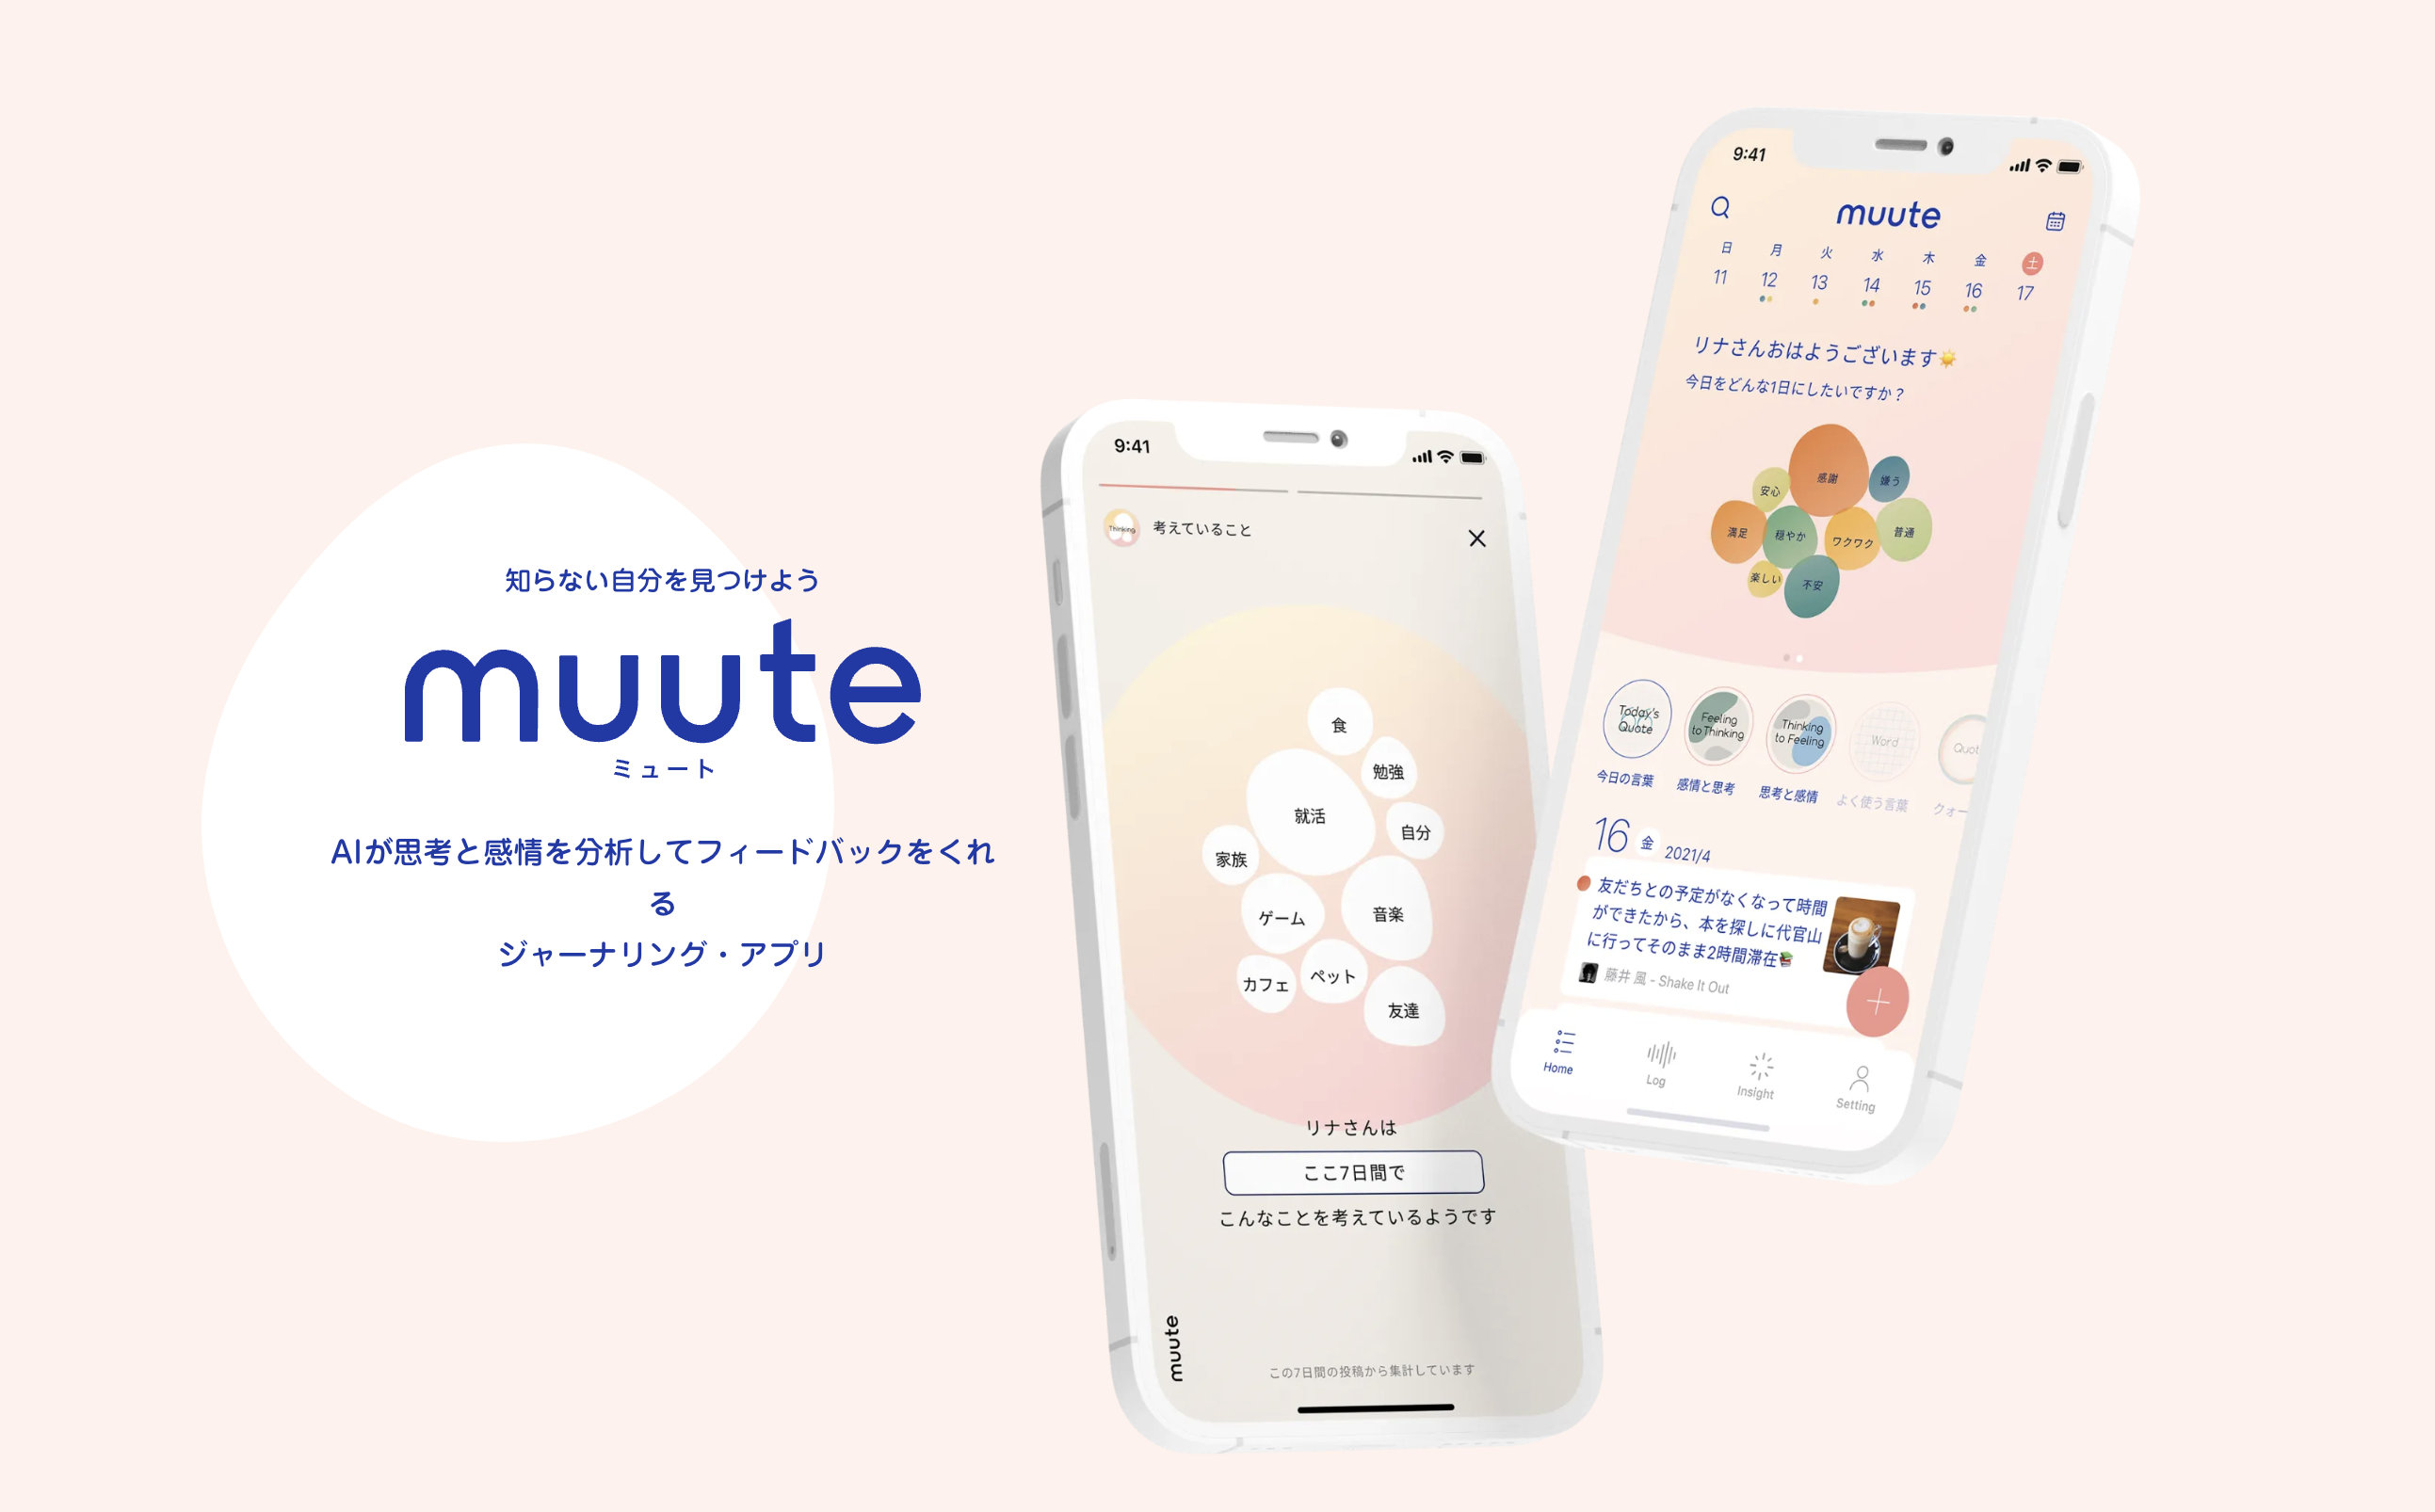 知らない自分を見つけよう
muute
ミュート
AIが思考と感情を分析してフィードバックをくれ
る
ジャーナリング・アプリ
9:41
Thinking
考えていること
食
勉強
就活
自分
家族
ゲーム
音楽
カフェ
ペット
友達
リナさんは
ここ7日間で
こんなことを考えているようです
muute
この7日間の投稿から集計しています
9:41
muute
日 月 火 水 木 金 土
11 12 13 14 15 16 17
リナさんおはようございます☀️
今日をどんな1日にしたいですか?
感謝
嫌う
安心
満足
穏やか
ワクワク
普通
楽しい
不安
Today's
Quote
Feeling
to Thinking
Thinking
to Feeling
Word
Quot
今日の言葉 感情と思考 思考と感情 よく使う言葉 クォー
16 金 2021/4
友だちとの予定がなくなって時間
ができたから、本を探しに代官山
に行ってそのまま2時間滞在📚
藤井 風 - Shake It Out
Home Log Insight Setting